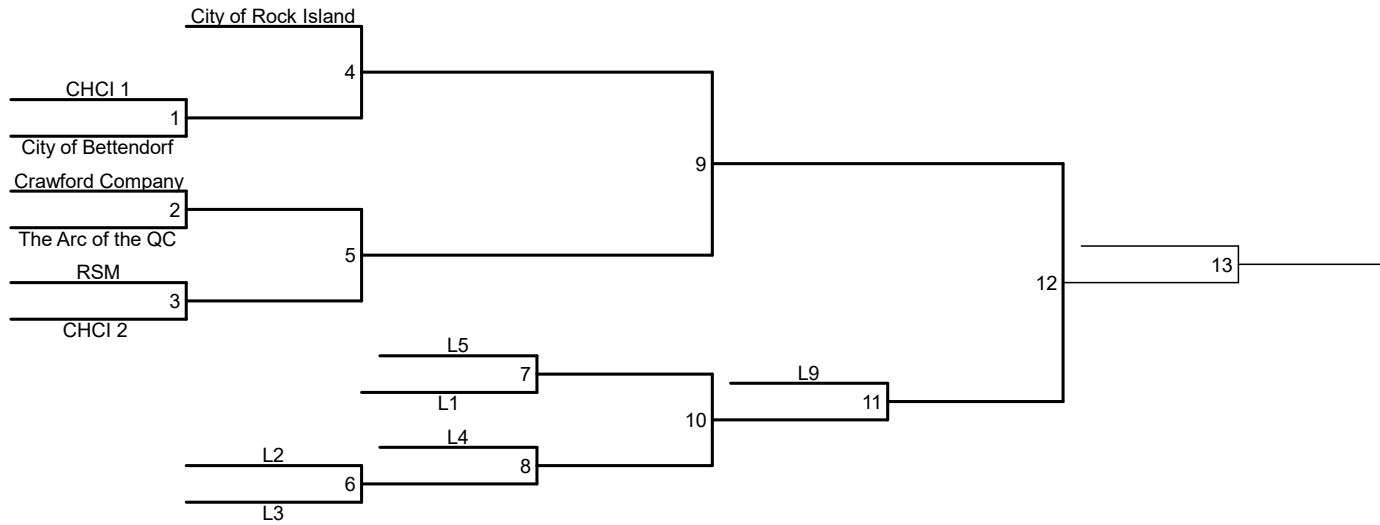 City of Rock Island
4
CHCI 1
1
City of Bettendorf
9
Crawford Company
2
The Arc of the QC
5
13
RSM
12
3
CHCI 2
L5
7
L9
L1
11
10
L4
L2
8
6
L3